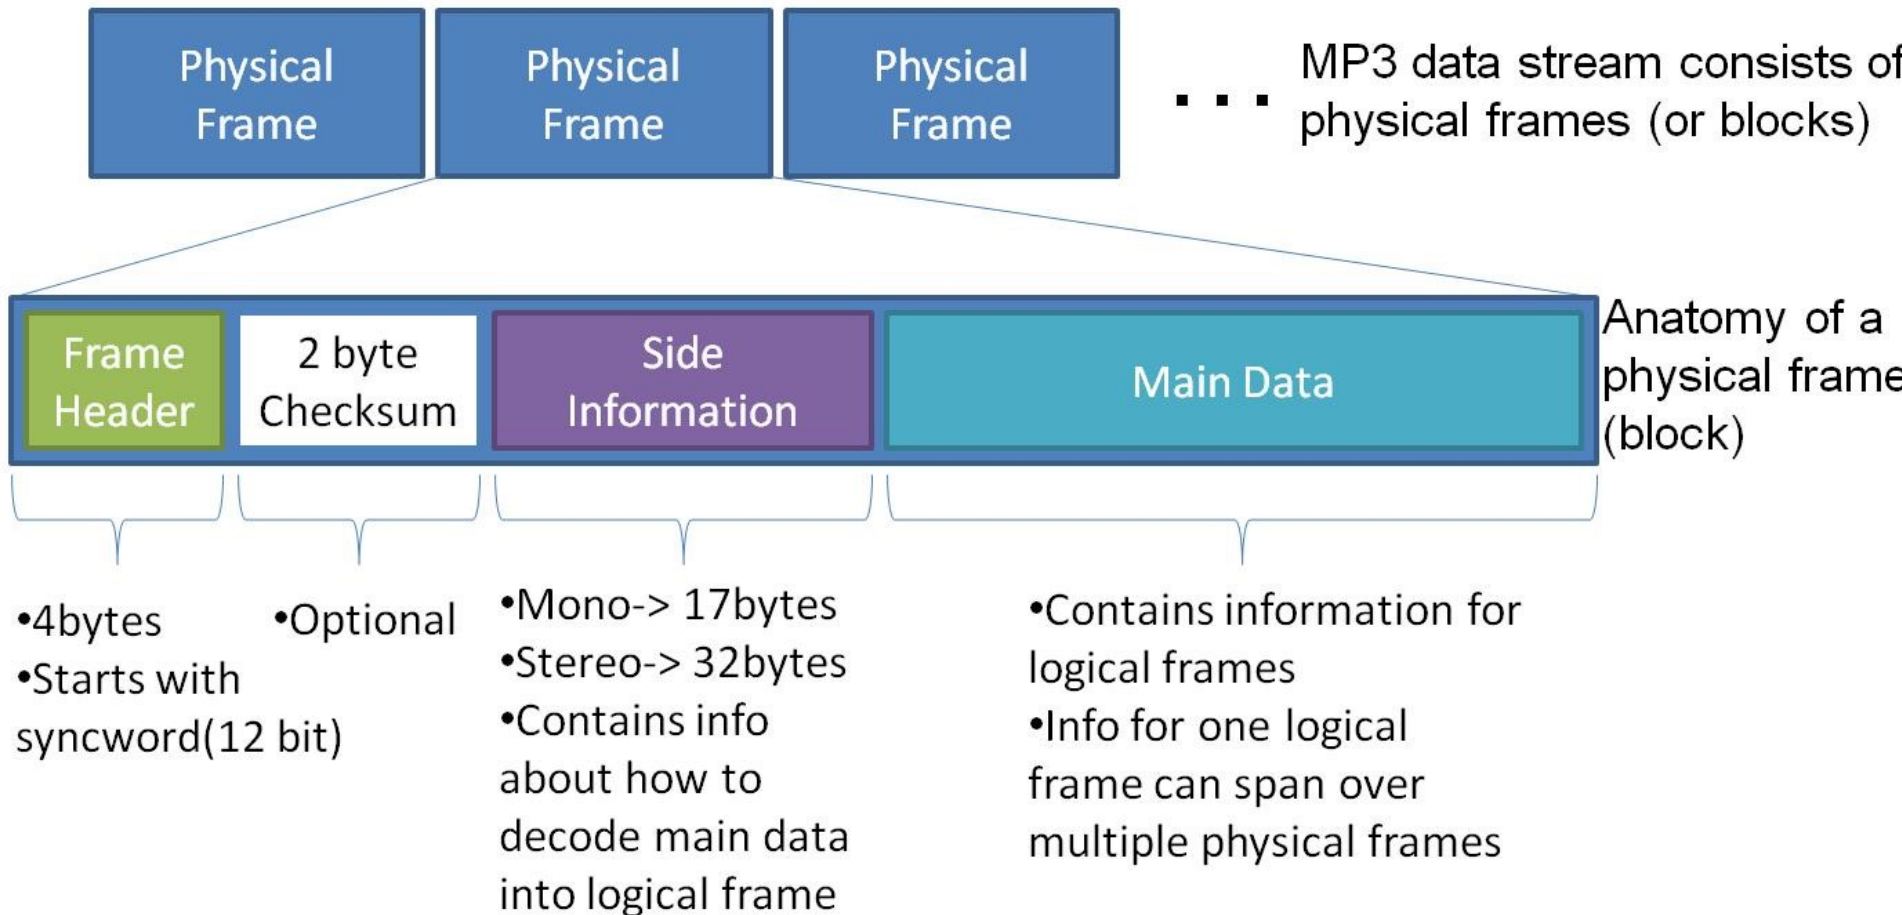 Physical
Frame
Physical
Frame
Physical
Frame
...
MP3 data stream consists of
physical frames (or blocks)
Frame
Header
2 byte
Checksum
Side
Information
Main Data
Anatomy of a
physical frame
(block)
•4bytes
•Starts with
syncword(12 bit)
•Optional
•Mono-> 17bytes
•Stereo-> 32bytes
•Contains info
about how to
decode main data
into logical frame
•Contains information for
logical frames
•Info for one logical
frame can span over
multiple physical frames